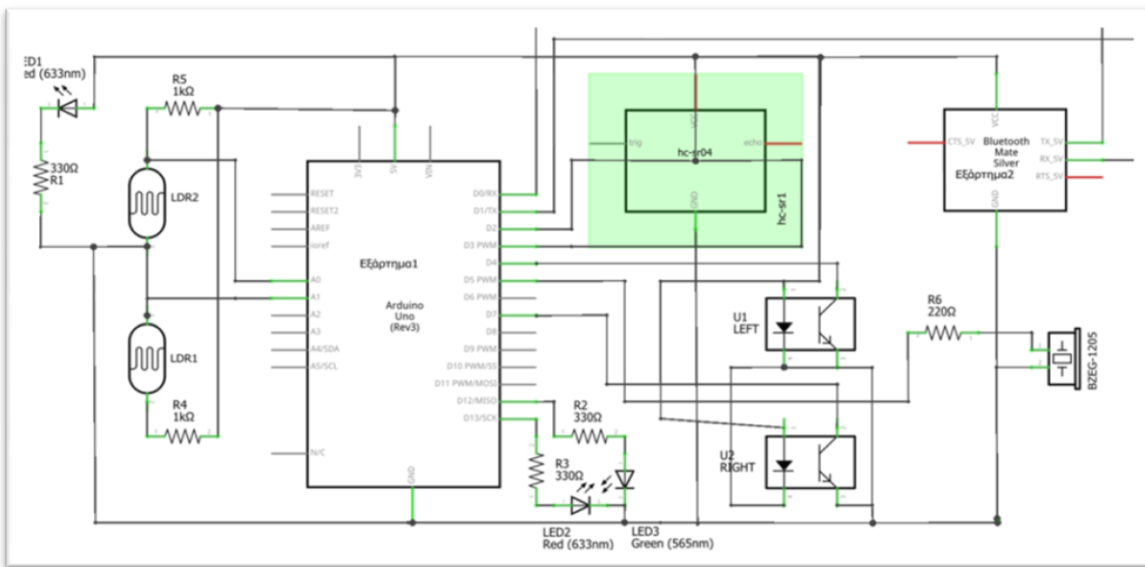 ED1
ed (633nm)
R5
1kΩ
330Ω
R1
LDR2
LDR1
R4
1kΩ
3V3
5V
VIN
RESET
RESET2
AREF
ioref
A0
A1
A2
A3
A4/SDA
A5/SCL
N/C
GND
Εξάρτημα1
Arduino
Uno
(Rev3)
D0/RX
D1/TX
D2
D3 PWM
D4
D5 PWM
D6 PWM
D7
D8
D9 PWM
D10 PWM/SS
D11 PWM/MOSI
D12/MISO
D13/SCK
R2
330Ω
R3
330Ω
LED2
Red (633nm)
LED3
Green (565nm)
VCC
trig
echo
hc-sr04
GND
hc-sr1
U1
LEFT
U2
RIGHT
VCC
CTS_5V
Bluetooth
Mate
Silver
Εξάρτημα2
TX_5V
RX_5V
RTS_5V
GND
R6
220Ω
BZEG-1205